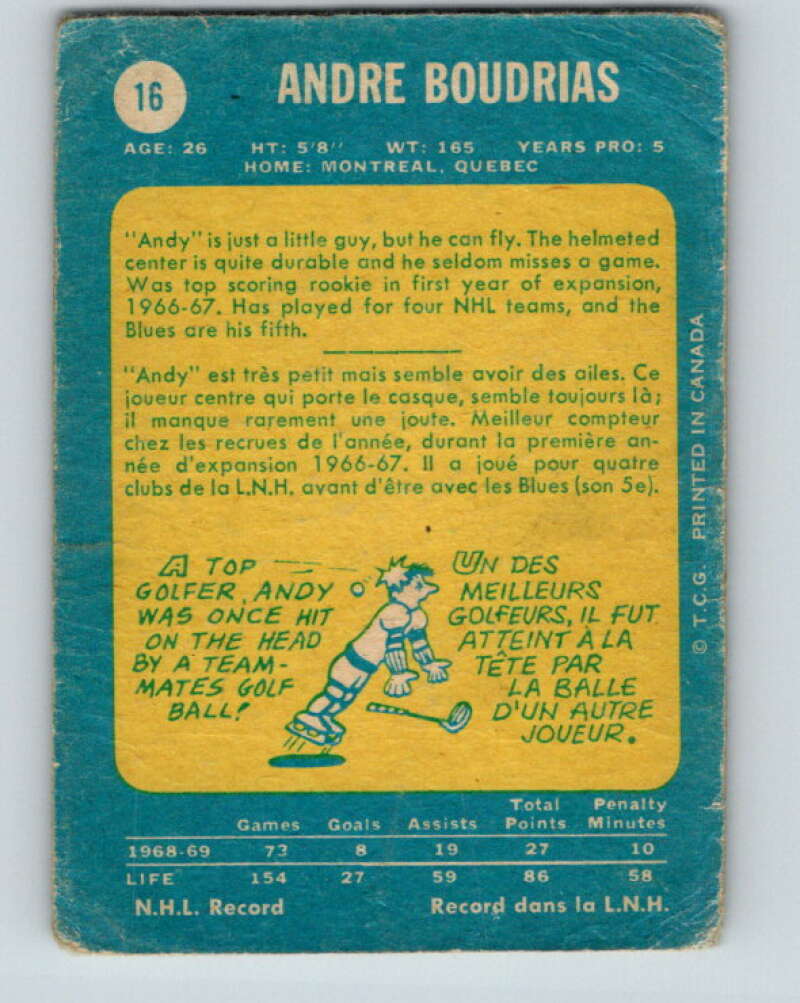 16
ANDRE BOUDRIAS
AGE: 26 HT: 5'8'' WT: 165 YEARS PRO: 5
HOME: MONTREAL, QUEBEC
"Andy" is just a little guy, but he can fly. The helmeted
center is quite durable and he seldom misses a game.
Was top scoring rookie in first year of expansion,
1966-67. Has played for four NHL teams, and the
Blues are his fifth.
"Andy" est très petit mais semble avoir des ailes. Ce
joueur centre qui porte le casque, semble toujours là;
il manque rarement une joute. Meilleur compteur
chez les recrues de l'année, durant la première an-
née d'expansion 1966-67. Il a joué pour quatre
clubs de la L.N.H. avant d'être avec les Blues (son 5e).
A TOP
GOLFER, ANDY
WAS ONCE HIT
ON THE HEAD
BY A TEAM-
MATES GOLF
BALL!
UN DES
MEILLEURS
GOLFEURS, IL FUT
ATTEINT À LA
TÊTE PAR
LA BALLE
D'UN AUTRE
JOUEUR.
© T.C.G. PRINTED IN CANADA
Games Goals Assists Total Points Penalty Minutes
1968-69 73 8 19 27 10
LIFE 154 27 59 86 58
N.H.L. Record Record dans la L.N.H.